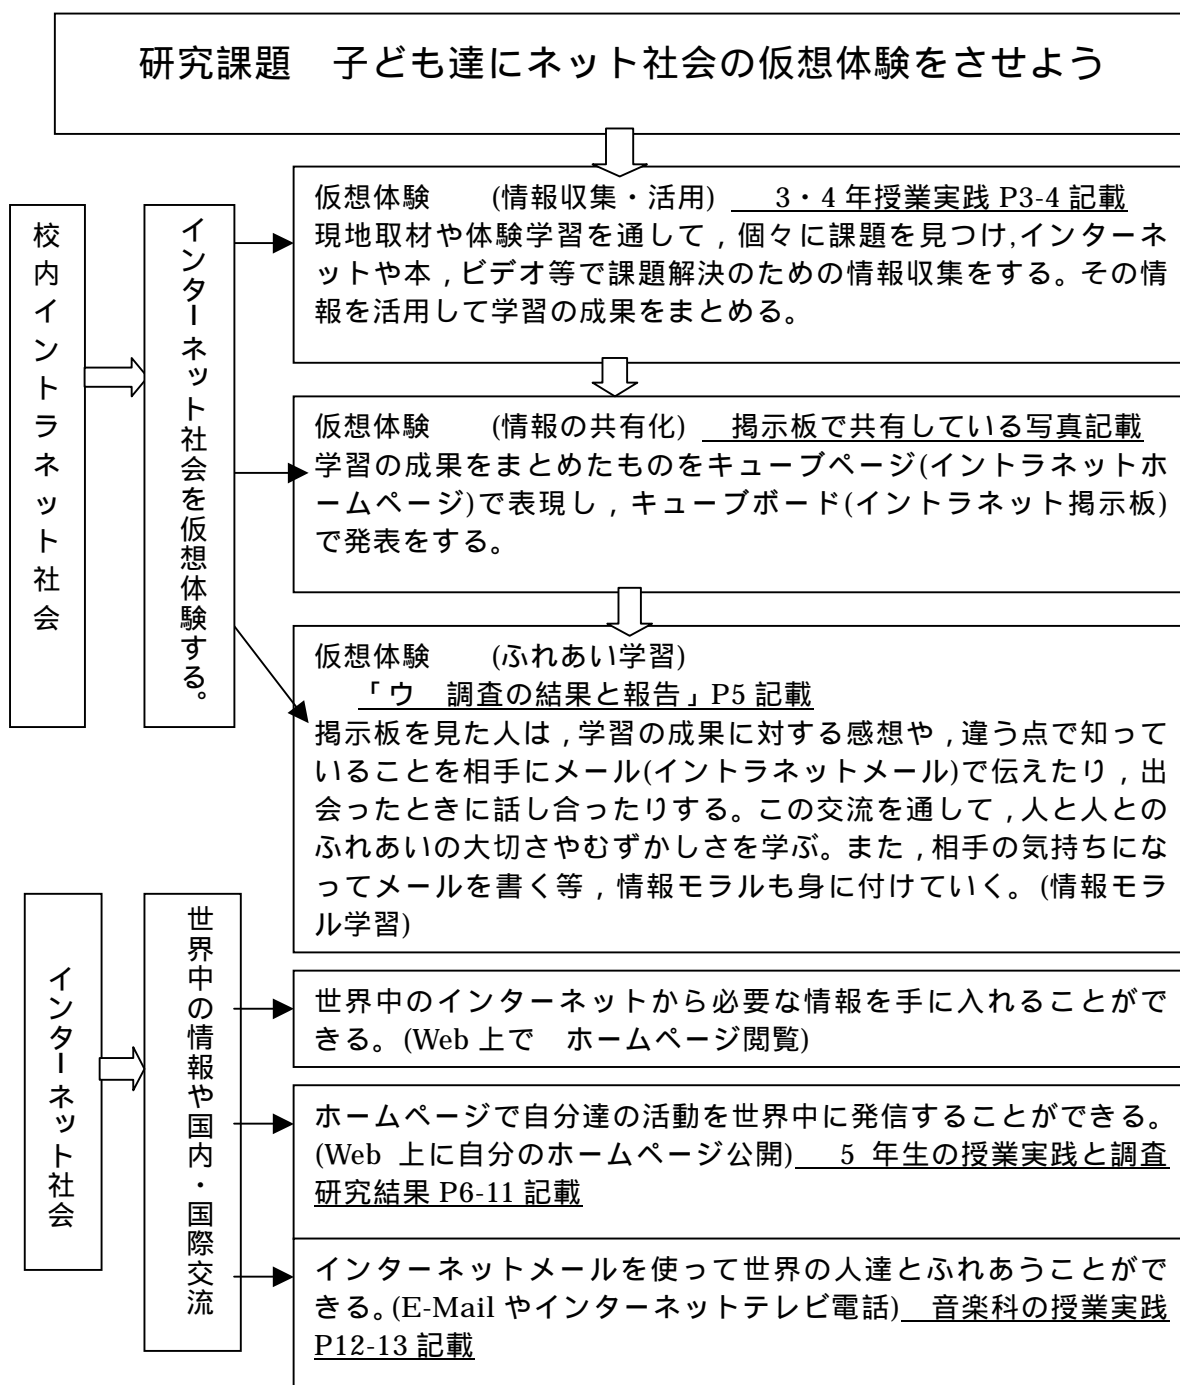 研究課題　子ども達にネット社会の仮想体験をさせよう
校内イントラネット社会
インターネット社会を仮想体験する。
仮想体験　　(情報収集・活用)　　3・4年授業実践 P3-4 記載
現地取材や体験学習を通して，個々に課題を見つけ,インターネ
ットや本，ビデオ等で課題解決のための情報収集をする。その情
報を活用して学習の成果をまとめる。
仮想体験　　(情報の共有化)　掲示板で共有している写真記載
学習の成果をまとめたものをキューブページ(イントラネットホ
ームページ)で表現し，キューブボード(イントラネット掲示板)
で発表をする。
仮想体験　　(ふれあい学習)
「ウ　調査の結果と報告」P5 記載
掲示板を見た人は，学習の成果に対する感想や，違う点で知って
いることを相手にメール(イントラネットメール)で伝えたり，出
会ったときに話し合ったりする。この交流を通して，人と人との
ふれあいの大切さやむずかしさを学ぶ。また，相手の気持ちにな
ってメールを書く等，情報モラルも身に付けていく。(情報モラ
ル学習)
インターネット社会
世界中の情報や国内・国際交流
世界中のインターネットから必要な情報を手に入れることがで
きる。(Web 上で　ホームページ閲覧)
ホームページで自分達の活動を世界中に発信することができる。
(Web 上に自分のホームページ公開)　5 年生の授業実践と調査
研究結果 P6-11 記載
インターネットメールを使って世界の人達とふれあうことがで
きる。(E-Mail やインターネットテレビ電話)　音楽科の授業実践
P12-13 記載